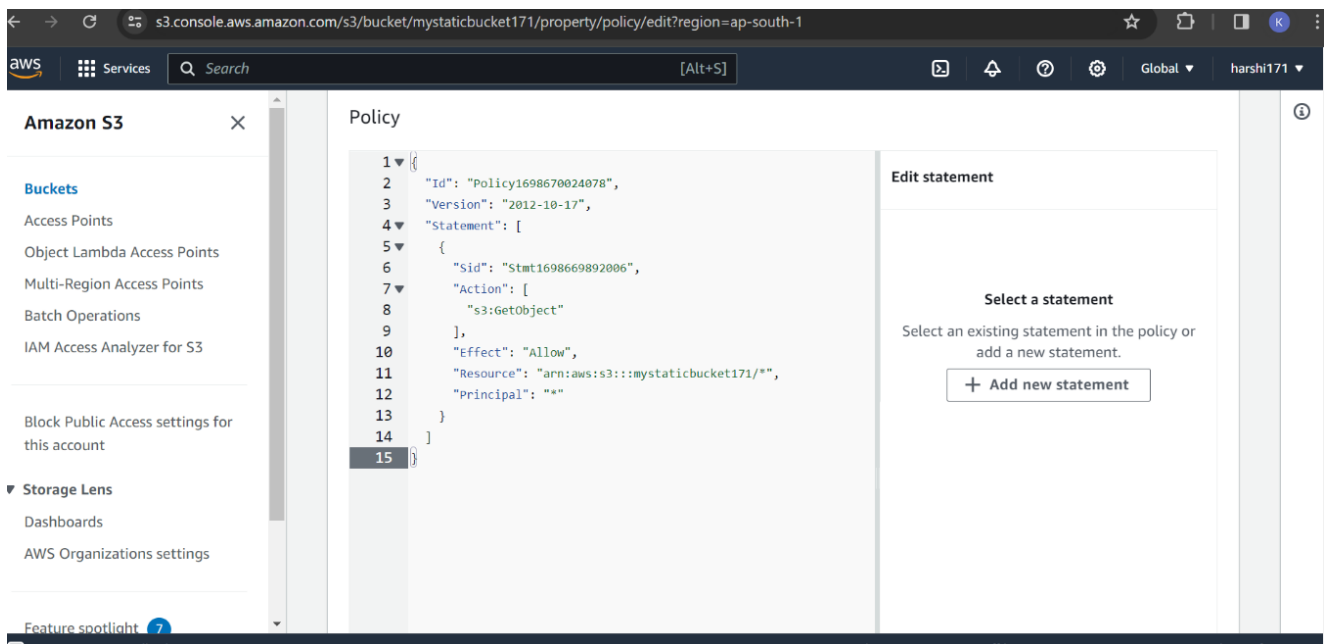 s3.console.aws.amazon.com/s3/bucket/mystaticbucket171/property/policy/edit?region=ap-south-1
K
aws
Services
Search
[Alt+S]
Global
harshi171
Amazon S3
Buckets
Access Points
Object Lambda Access Points
Multi-Region Access Points
Batch Operations
IAM Access Analyzer for S3
Block Public Access settings for
this account
Storage Lens
Dashboards
AWS Organizations settings
Feature spotlight 7
Policy
1 {
2 "Id": "Policy1698670024078",
3 "Version": "2012-10-17",
4 "Statement": [
5 {
6 "Sid": "Stmt1698669892006",
7 "Action": [
8 "s3:GetObject"
9 ],
10 "Effect": "Allow",
11 "Resource": "arn:aws:s3:::mystaticbucket171/*",
12 "Principal": "*"
13 }
14 ]
15 }
Edit statement
Select a statement
Select an existing statement in the policy or
add a new statement.
+ Add new statement